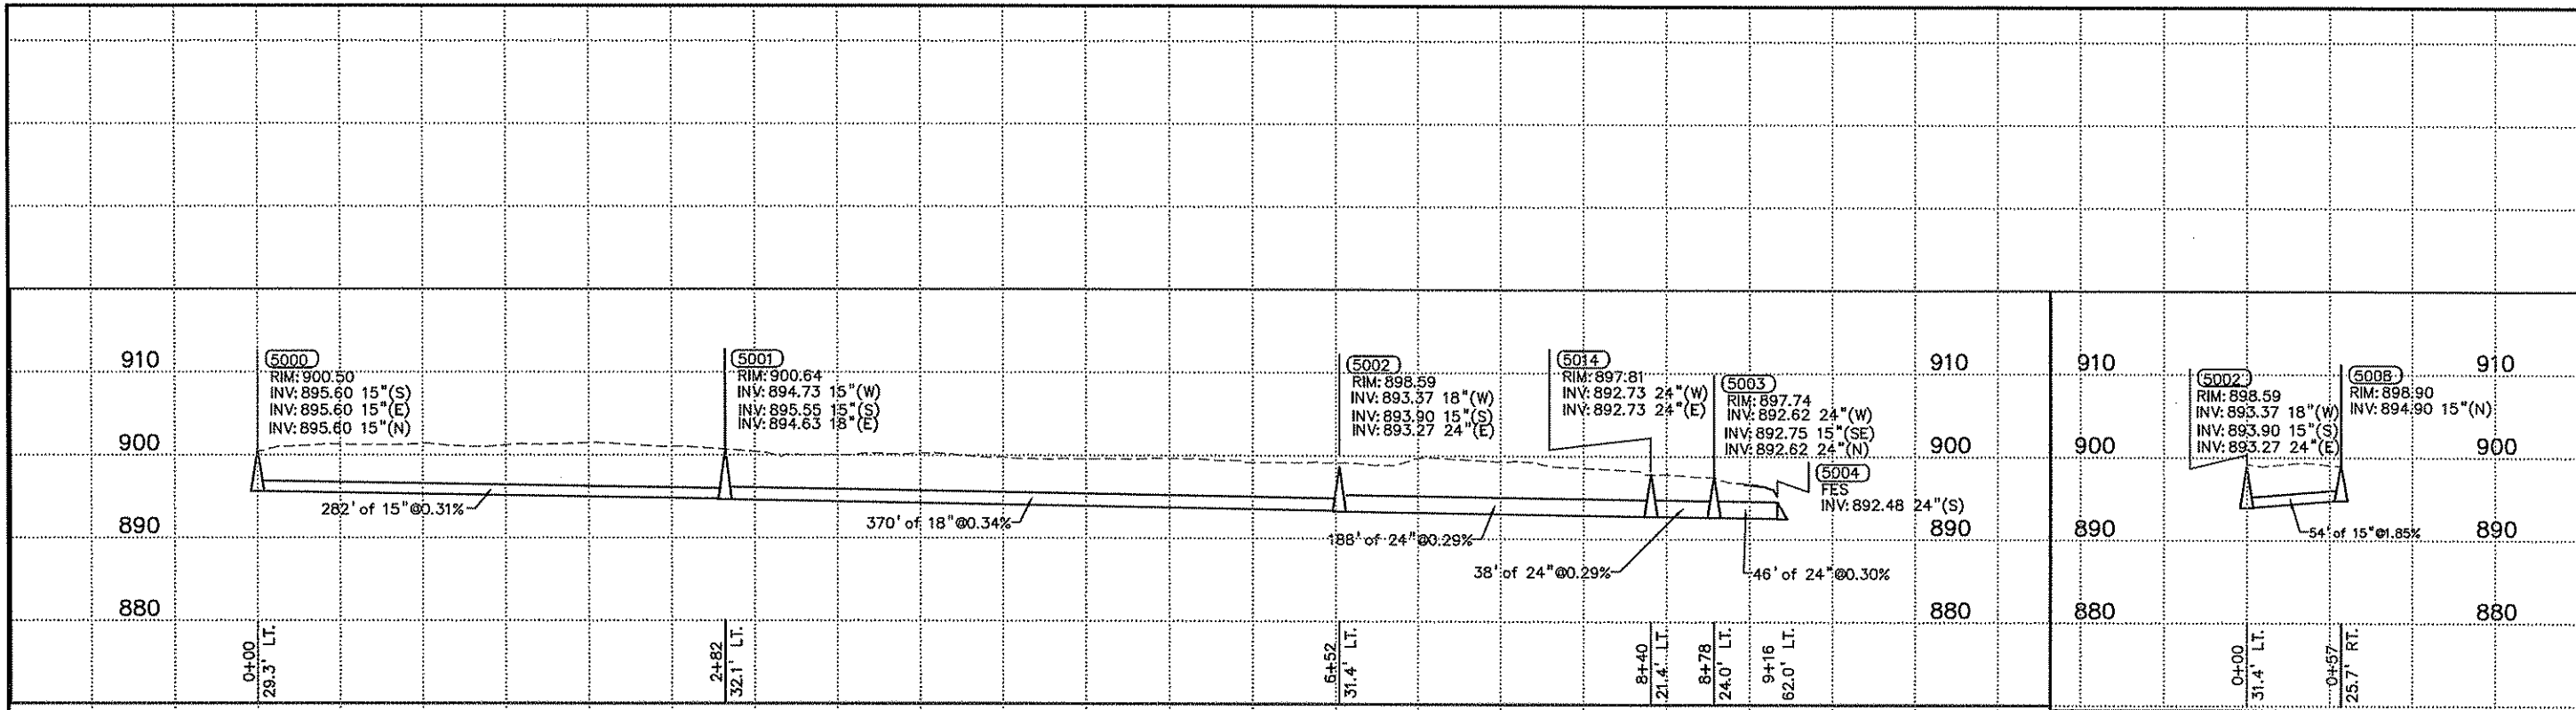 910
900
890
880
5000
RIM: 900.50
INV: 895.60 15"(S)
INV: 895.60 15"(E)
INV: 895.60 15"(N)
5001
RIM: 900.64
INV: 894.73 15"(W)
INV: 895.55 15"(S)
INV: 894.63 18"(E)
5002
RIM: 898.59
INV: 893.37 18"(W)
INV: 893.90 15"(S)
INV: 893.27 24"(E)
5014
RIM: 897.81
INV: 892.73 24"(W)
INV: 892.73 24"(E)
5003
RIM: 897.74
INV: 892.62 24"(W)
INV: 892.75 15"(SE)
INV: 892.62 24"(N)
5004
FES
INV: 892.48 24"(S)
282' of 15"@0.31%
370' of 18"@0.34%
188' of 24"@0.29%
38' of 24"@0.29%
46' of 24"@0.30%
910
900
890
880
0+00
29.3' LT.
2+82
32.1' LT.
6+52
31.4' LT.
8+40
21.4' LT.
8+78
24.0' LT.
9+16
62.0' LT.
910
900
890
880
5002
RIM: 898.59
INV: 893.37 18"(W)
INV: 893.90 15"(S)
INV: 893.27 24"(E)
5008
RIM: 898.90
INV: 894.90 15"(N)
54' of 15"@1.85%
910
900
890
880
0+00
31.4' LT.
0+57
25.7' RT.